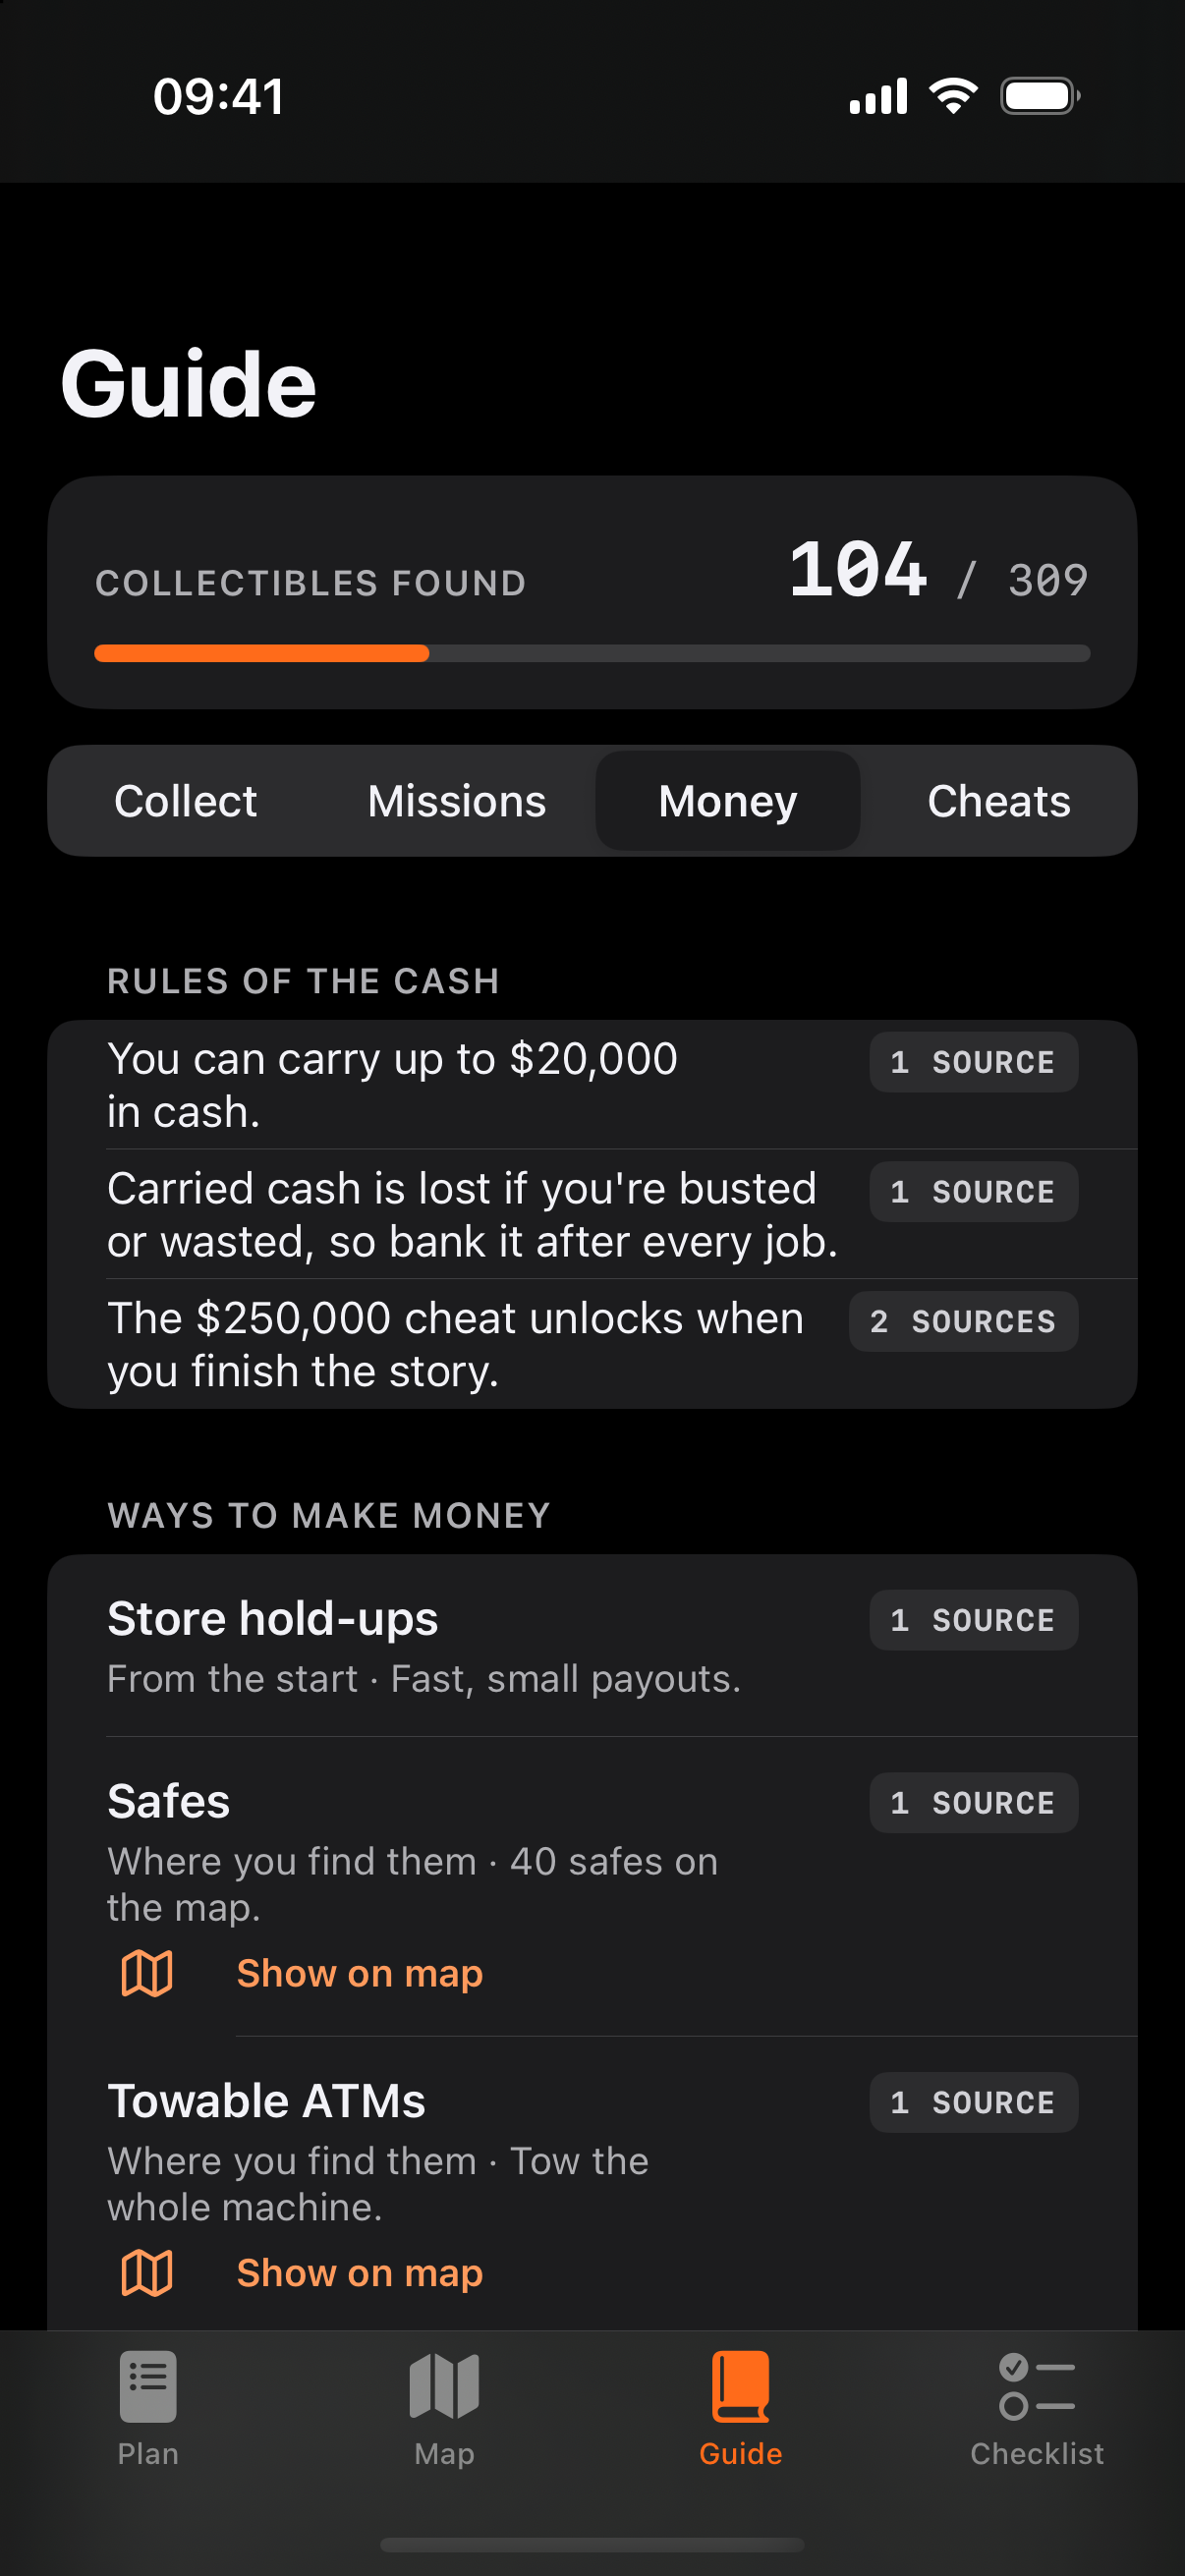 09:41
Guide
COLLECTIBLES FOUND 104 / 309
Collect Missions Money Cheats
RULES OF THE CASH
You can carry up to $20,000 1 SOURCE
in cash.
Carried cash is lost if you're busted 1 SOURCE
or wasted, so bank it after every job.
The $250,000 cheat unlocks when 2 SOURCES
you finish the story.
WAYS TO MAKE MONEY
Store hold-ups 1 SOURCE
From the start · Fast, small payouts.
Safes 1 SOURCE
Where you find them · 40 safes on
the map.
Show on map
Towable ATMs 1 SOURCE
Where you find them · Tow the
whole machine.
Show on map
Plan Map Guide Checklist